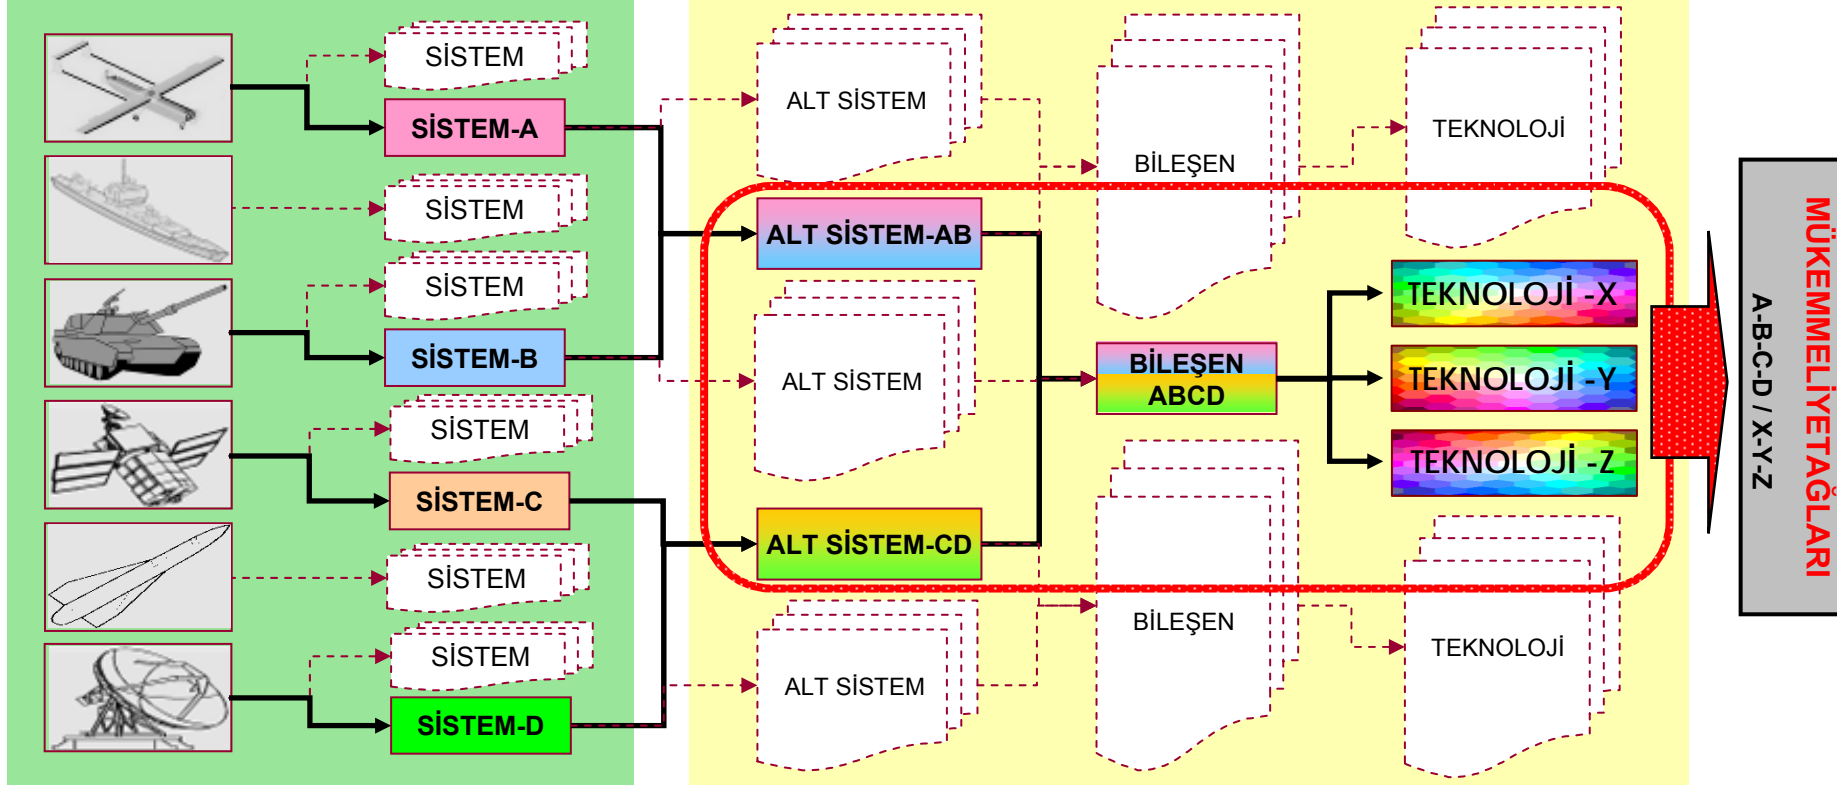 SİSTEM
SİSTEM-A
SİSTEM
SİSTEM
SİSTEM-B
SİSTEM
SİSTEM-C
SİSTEM
SİSTEM
SİSTEM-D
ALT SİSTEM
ALT SİSTEM-AB
ALT SİSTEM
ALT SİSTEM-CD
ALT SİSTEM
BİLEŞEN
BİLEŞEN
ABCD
BİLEŞEN
TEKNOLOJİ
TEKNOLOJİ -X
TEKNOLOJİ -Y
TEKNOLOJİ -Z
TEKNOLOJİ
MÜKEMMELİYETAĞLARI
A-B-C-D / X-Y-Z